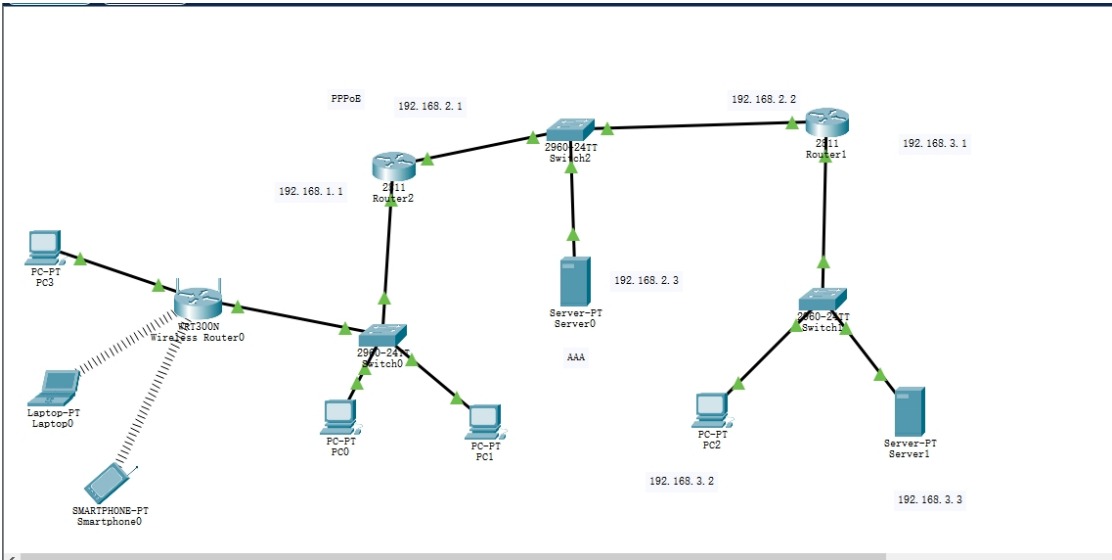 PPPoE
192.168.2.1
192.168.2.2
2960-24TT
Switch2
2811
Router1
192.168.3.1
192.168.1.1
2811
Router2
PC-PT
PC3
192.168.2.3
Server-PT
Server0
WRT300N
Wireless Router0
2960-24TT
Switch0
2960-24TT
Switch1
AAA
Laptop-PT
Laptop0
PC-PT
PC0
PC-PT
PC1
PC-PT
PC2
Server-PT
Server1
192.168.3.2
192.168.3.3
SMARTPHONE-PT
Smartphone0